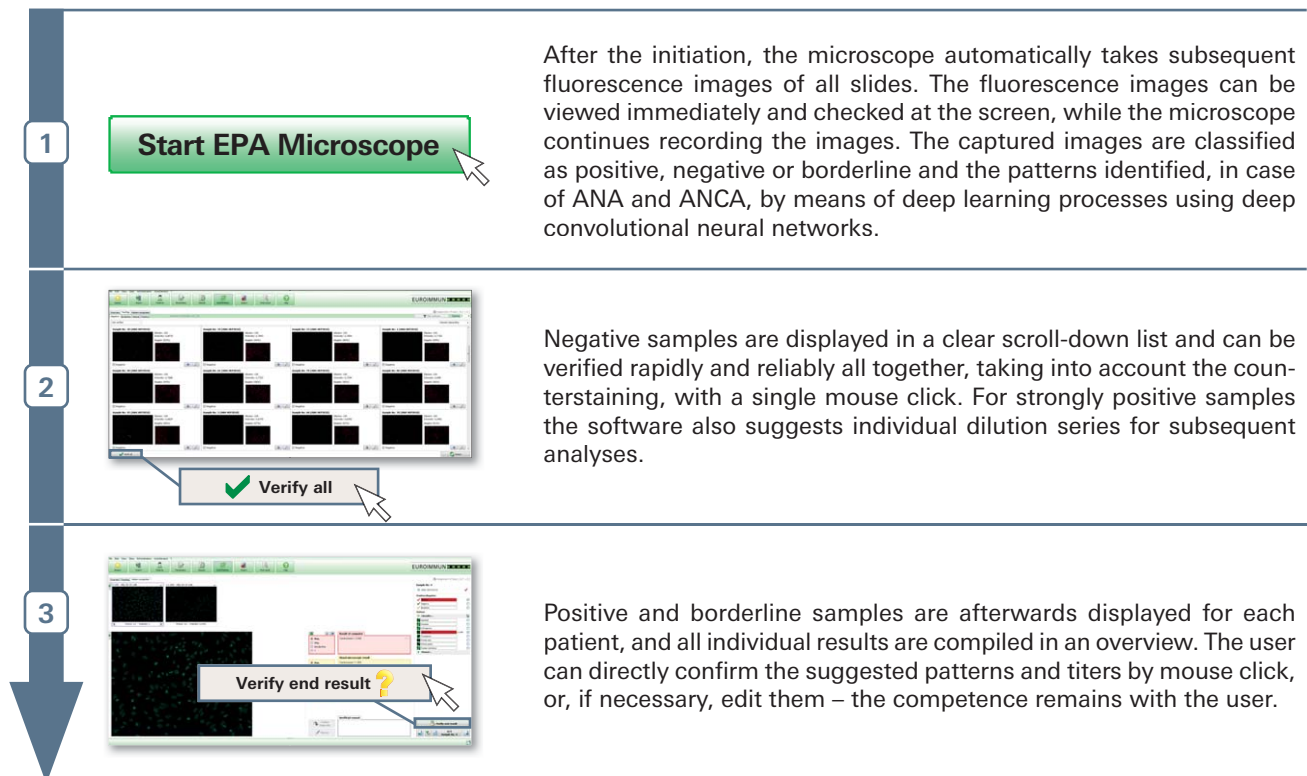 1
Start EPA Microscope
After the initiation, the microscope automatically takes subsequent
fluorescence images of all slides. The fluorescence images can be
viewed immediately and checked at the screen, while the microscope
continues recording the images. The captured images are classified
as positive, negative or borderline and the patterns identified, in case
of ANA and ANCA, by means of deep learning processes using deep
convolutional neural networks.
2
EUROIMMUN
Verify all
Negative samples are displayed in a clear scroll-down list and can be
verified rapidly and reliably all together, taking into account the coun-
terstaining, with a single mouse click. For strongly positive samples
the software also suggests individual dilution series for subsequent
analyses.
3
EUROIMMUN
Verify end result
Positive and borderline samples are afterwards displayed for each
patient, and all individual results are compiled in an overview. The user
can directly confirm the suggested patterns and titers by mouse click,
or, if necessary, edit them – the competence remains with the user.